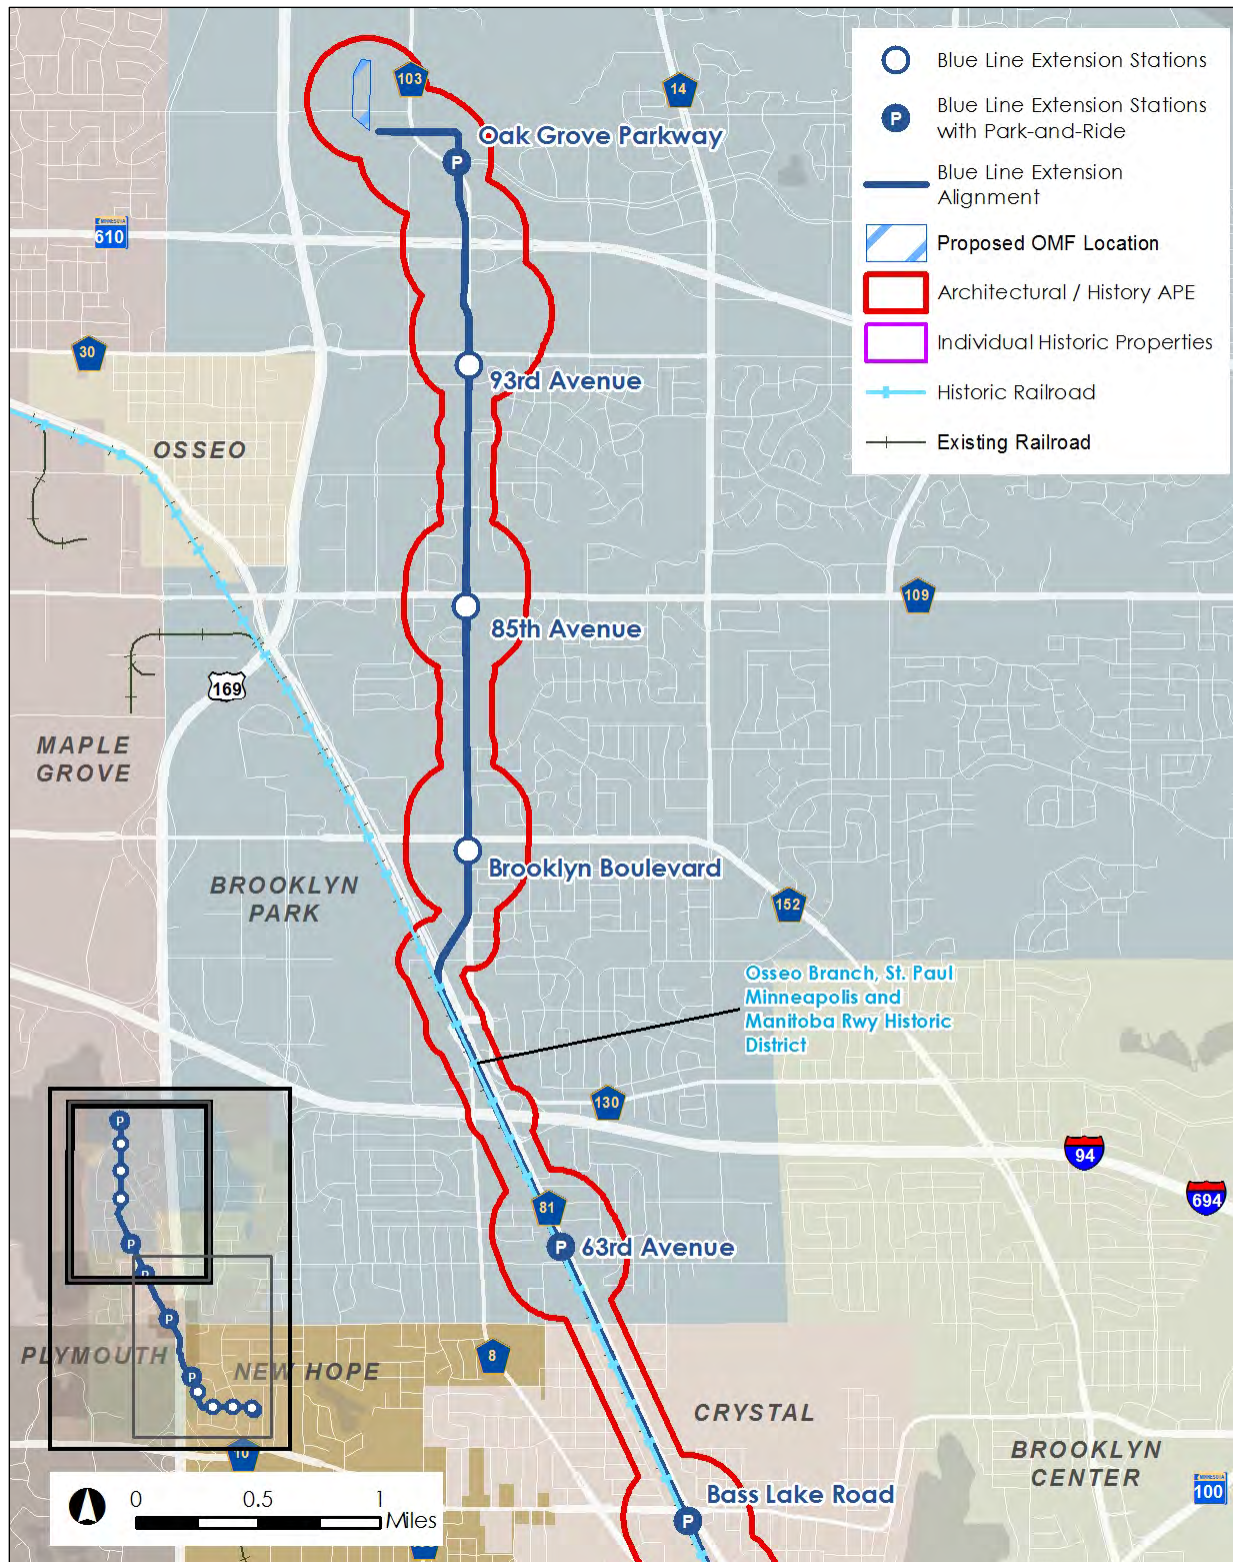 Blue Line Extension Stations
Blue Line Extension Stations
with Park-and-Ride
Blue Line Extension
Alignment
Proposed OMF Location
Architectural / History APE
Individual Historic Properties
Historic Railroad
Existing Railroad
P
103
14
Oak Grove Parkway
P
MINNESOTA
610
30
93rd Avenue
OSSEO
109
85th Avenue
169
MAPLE
GROVE
Brooklyn Boulevard
BROOKLYN
PARK
152
Osseo Branch, St. Paul
Minneapolis and
Manitoba Rwy Historic
District
130
94
694
81
P
63rd Avenue
P
P
P
P
P
8
PLYMOUTH
NEW HOPE
CRYSTAL
BROOKLYN
CENTER
10
MINNESOTA
100
Bass Lake Road
P
0 0.5 1
Miles